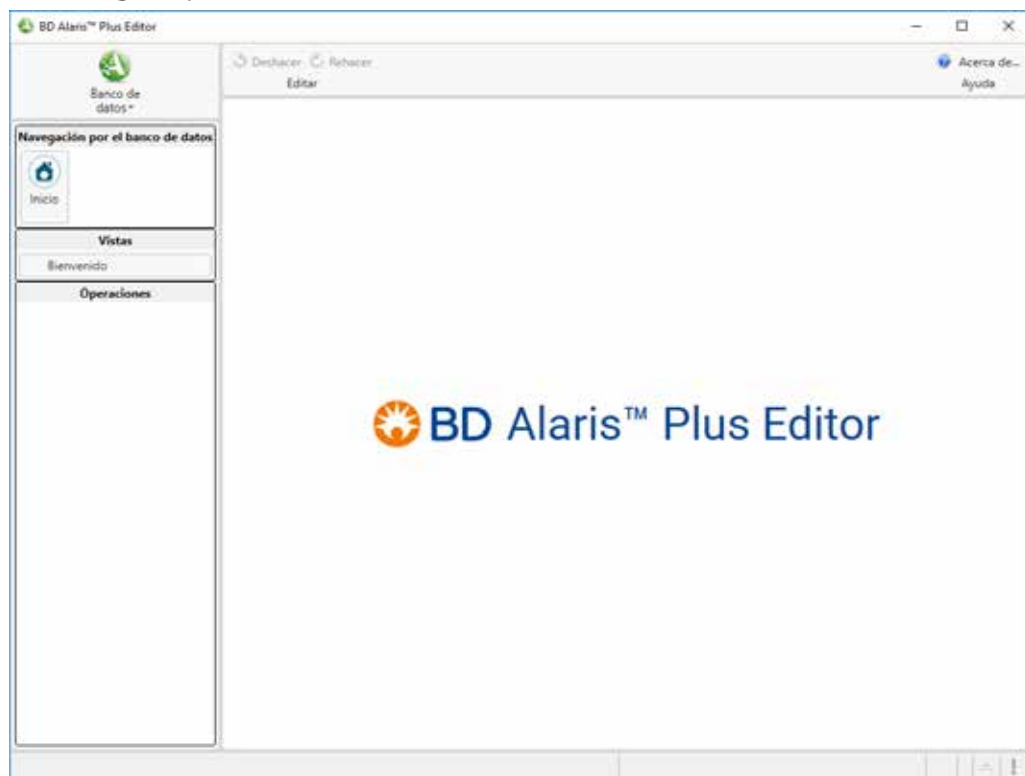 BD Alaris™ Plus Editor
Banco de
datos
Deshacer Rehacer
Editar
Acerca de...
Ayuda
Navegación por el banco de datos
Inicio
Vistas
Bienvenido
Operaciones
BD Alaris™ Plus Editor